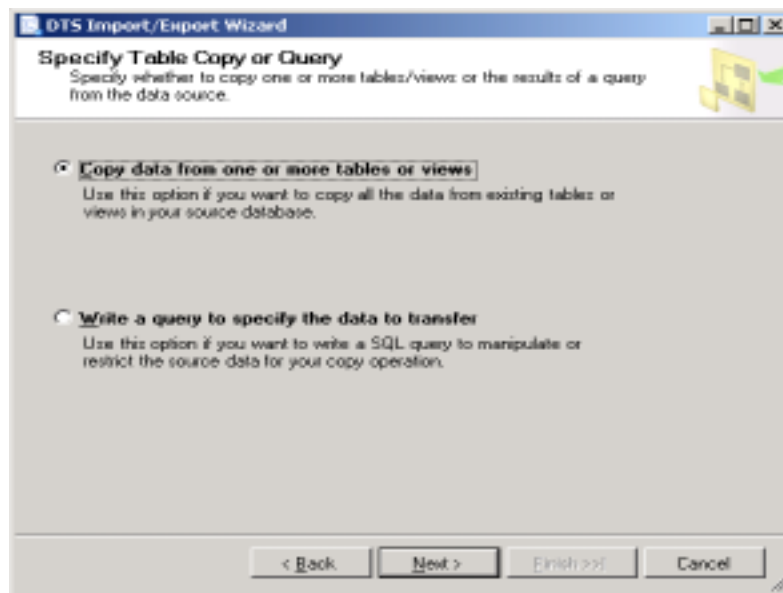 DTS Import/Export Wizard
Specify Table Copy or Query
Specify whether to copy one or more tables/views or the results of a query
from the data source.
Copy data from one or more tables or views
Use this option if you want to copy all the data from existing tables or
views in your source database.
Write a query to specify the data to transfer
Use this option if you want to write a SQL query to manipulate or
restrict the source data for your copy operation.
< Back Next > Finish >>| Cancel